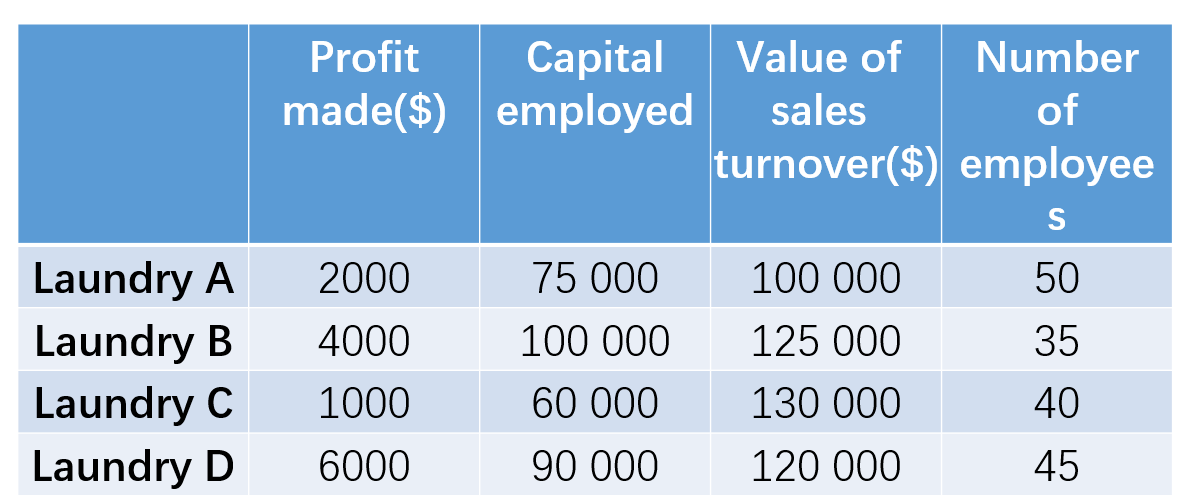 Profit made($) Capital employed Value of sales turnover($) Number of employee s
Laundry A 2000 75 000 100 000 50
Laundry B 4000 100 000 125 000 35
Laundry C 1000 60 000 130 000 40
Laundry D 6000 90 000 120 000 45